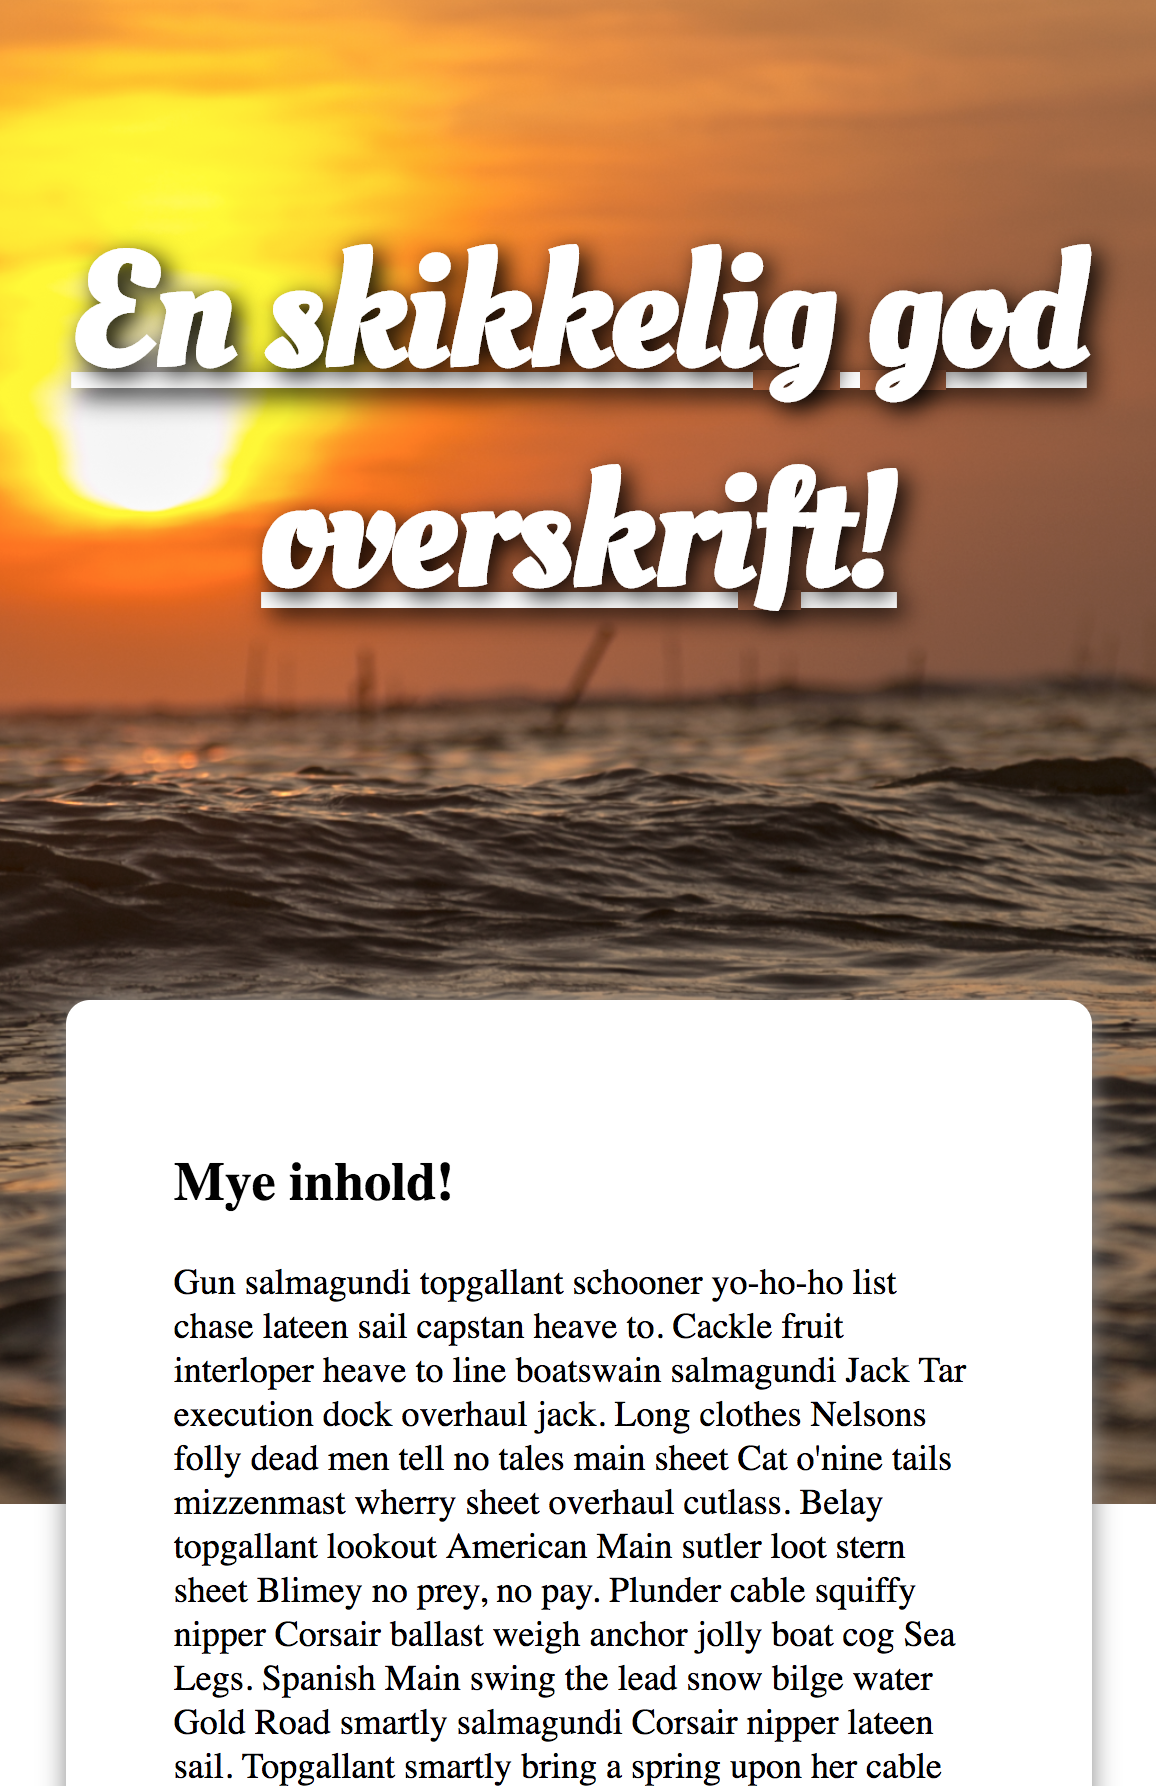 En skikkelig god
overskrift!
Mye inhold!
Gun salmagundi topgallant schooner yo-ho-ho list
chase lateen sail capstan heave to. Cackle fruit
interloper heave to line boatswain salmagundi Jack Tar
execution dock overhaul jack. Long clothes Nelsons
folly dead men tell no tales main sheet Cat o'nine tails
mizzenmast wherry sheet overhaul cutlass. Belay
topgallant lookout American Main sutler loot stern
sheet Blimey no prey, no pay. Plunder cable squiffy
nipper Corsair ballast weigh anchor jolly boat cog Sea
Legs. Spanish Main swing the lead snow bilge water
Gold Road smartly salmagundi Corsair nipper lateen
sail. Topgallant smartly bring a spring upon her cable